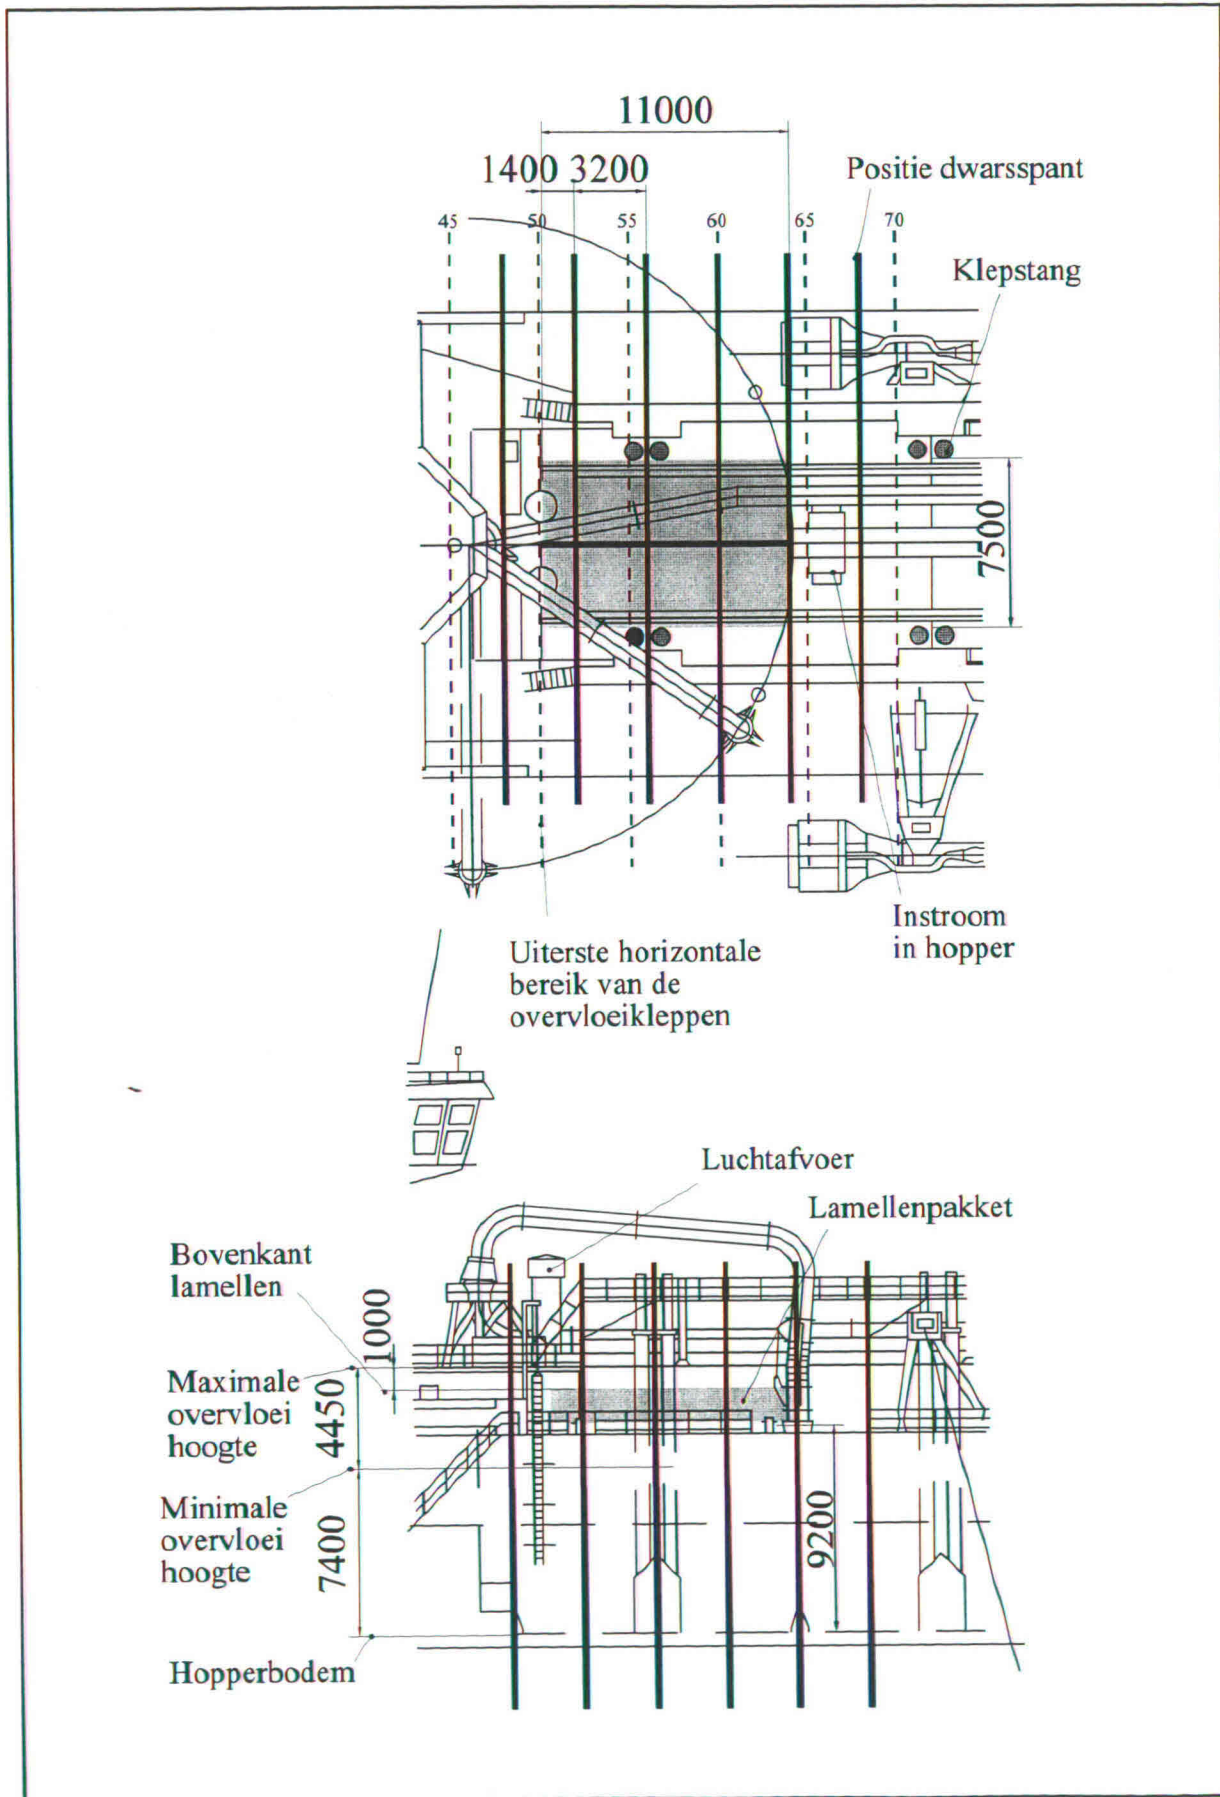 11000
1400 3200
Positie dwarsspant
45 50 55 60 65 70
Klepstang
7500
Instroom
in hopper
Uiterste horizontale
bereik van de
overvloeikleppen
Luchtafvoer
Lamellenpakket
Bovenkant
lamellen
1000
Maximale
overvloei
hoogte
4450
Minimale
overvloei
hoogte
7400
9200
Hopperbodem